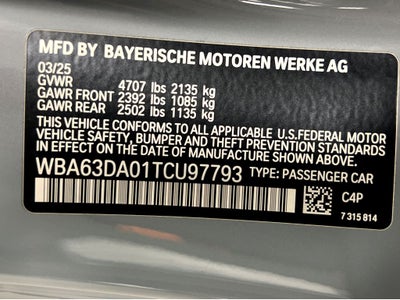 MFD BY BAYERISCHE MOTOREN WERKE AG
03/25
GVWR 4707 lbs 2135 kg
GAWR FRONT 2392 lbs 1085 kg
GAWR REAR 2502 lbs 1135 kg
THIS VEHICLE CONFORMS TO ALL APPLICABLE U.S.FEDERAL MOTOR
VEHICLE SAFETY, BUMPER AND THEFT PREVENTION STANDARDS
IN EFFECT ON THE DATE OF MANUFACTURE SHOWN ABOVE.
WBA63DA01TCU97793 TYPE: PASSENGER CAR
C4P
7 315 814